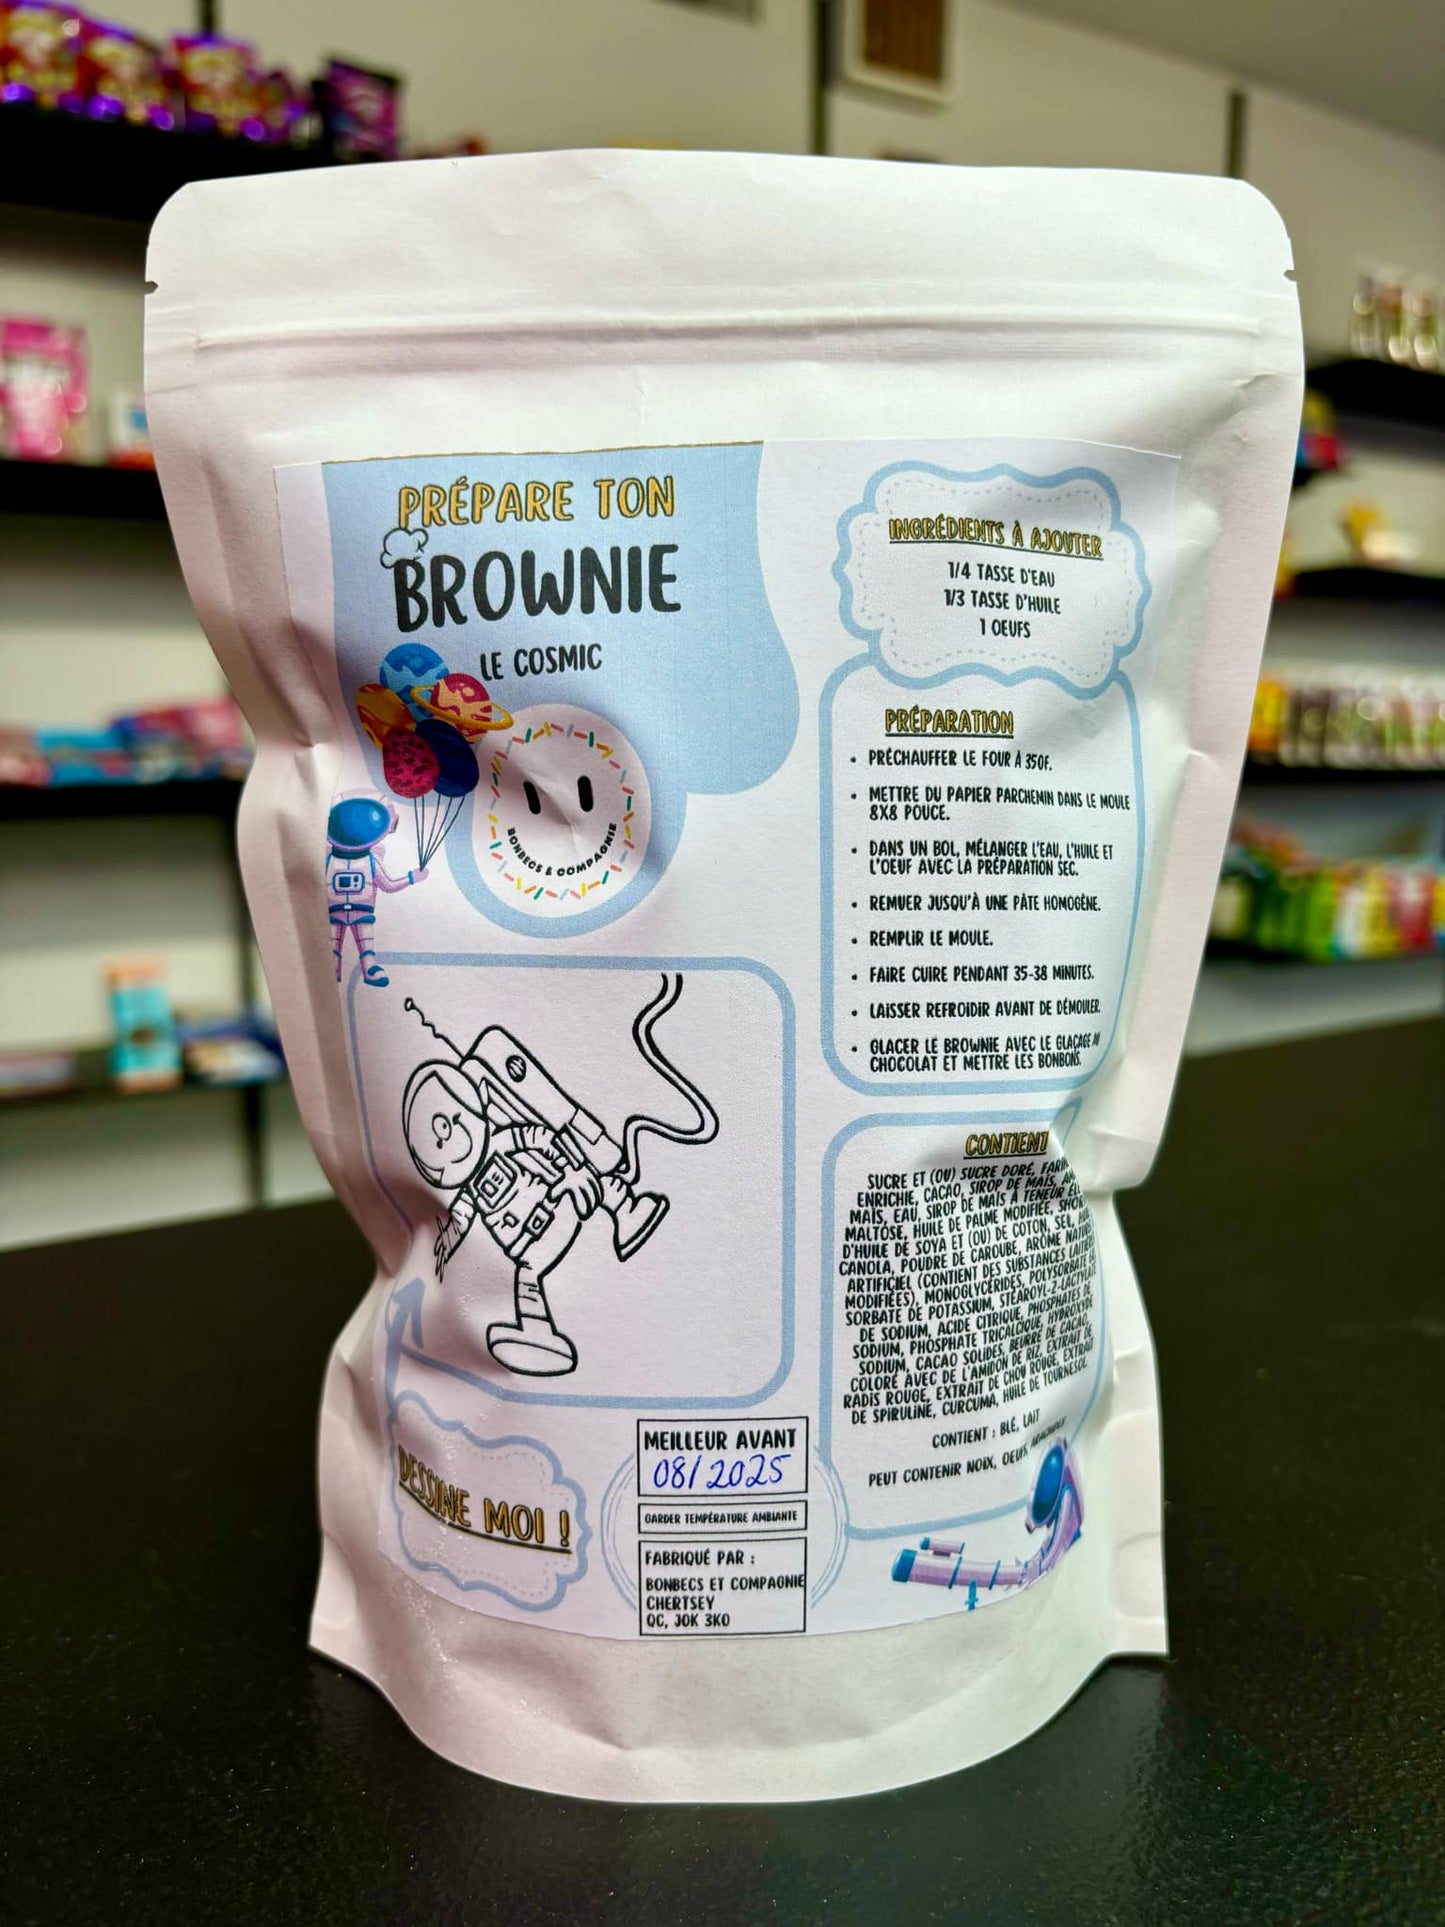 PRÉPARE TON
BROWNIE
LE COSMIC
BONBECS & COMPAGNIE
DESSINE MOI !
MEILLEUR AVANT
08/2025
GARDER TEMPÉRATURE AMBIANTE
FABRIQUÉ PAR :
BONBECS ET COMPAGNIE
CHERTSEY
QC, J0K 3K0
INGRÉDIENTS À AJOUTER
1/4 TASSE D'EAU
1/3 TASSE D'HUILE
1 OEUFS
PRÉPARATION
• PRÉCHAUFFER LE FOUR À 350F.
• METTRE DU PAPIER PARCHEMIN DANS LE MOULE
8X8 POUCE.
• DANS UN BOL, MÉLANGER L'EAU, L'HUILE ET
L'OEUF AVEC LA PRÉPARATION SEC.
• REMUER JUSQU'À UNE PÂTE HOMOGÈNE.
• REMPLIR LE MOULE.
• FAIRE CUIRE PENDANT 35-38 MINUTES.
• LAISSER REFROIDIR AVANT DE DÉMOULER.
• GLACER LE BROWNIE AVEC LE GLAÇAGE AU
CHOCOLAT ET METTRE LES BONBONS.
CONTIENT
SUCRE ET (OU) SUCRE DORÉ,
ENRICHIE, CACAO, SIROP DE MAÏS,
MAÏS, EAU, SIROP DE MAÏS À TENEUR
MALTOSE, HUILE DE PALME MODIFIÉE,
D'HUILE DE SOYA ET (OU) DE COTON, SEL,
CANOLA, POUDRE DE CAROUBE, ARÔME
ARTIFICIEL (CONTIENT DES SUBSTANCES
MODIFIÉES), MONOGLYCÉRIDES, POLYSORBATE
SORBATE DE POTASSIUM, STÉAROYL-2-LACTYLATE
DE SODIUM, ACIDE CITRIQUE, PHOSPHATES DE
SODIUM, PHOSPHATE TRICALCIQUE, HYDROXYDE
SODIUM, CACAO SOLIDES, BEURRE DE CACAO,
COLORÉ AVEC DE L'AMIDON DE RIZ, EXTRAIT DE
RADIS ROUGE, EXTRAIT DE CHOU ROUGE, EXTRAIT
DE SPIRULINE, CURCUMA, HUILE DE TOURNESOL
CONTIENT : BLÉ, LAIT
PEUT CONTENIR NOIX, OEUFS, ARACHIDES